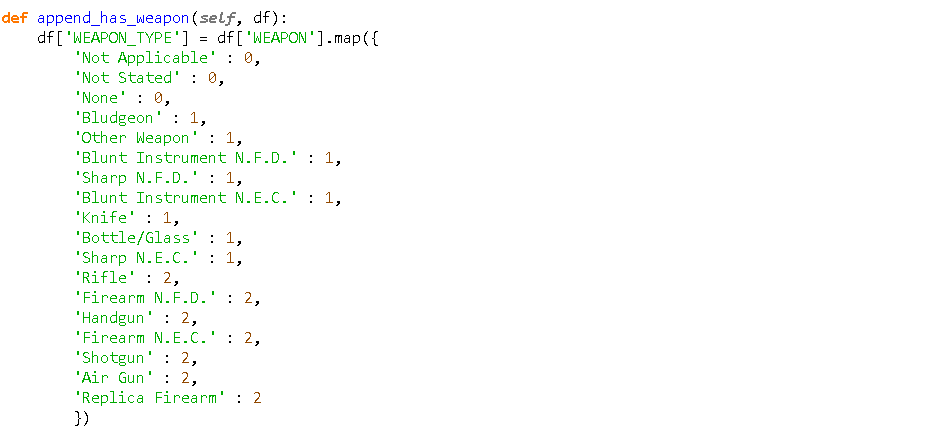 def append_has_weapon(self, df):
    df['WEAPON_TYPE'] = df['WEAPON'].map({
        'Not Applicable' : 0,
        'Not Stated' : 0,
        'None' : 0,
        'Bludgeon' : 1,
        'Other Weapon' : 1,
        'Blunt Instrument N.F.D.' : 1,
        'Sharp N.F.D.' : 1,
        'Blunt Instrument N.E.C.' : 1,
        'Knife' : 1,
        'Bottle/Glass' : 1,
        'Sharp N.E.C.' : 1,
        'Rifle' : 2,
        'Firearm N.F.D.' : 2,
        'Handgun' : 2,
        'Firearm N.E.C.' : 2,
        'Shotgun' : 2,
        'Air Gun' : 2,
        'Replica Firearm' : 2
        })